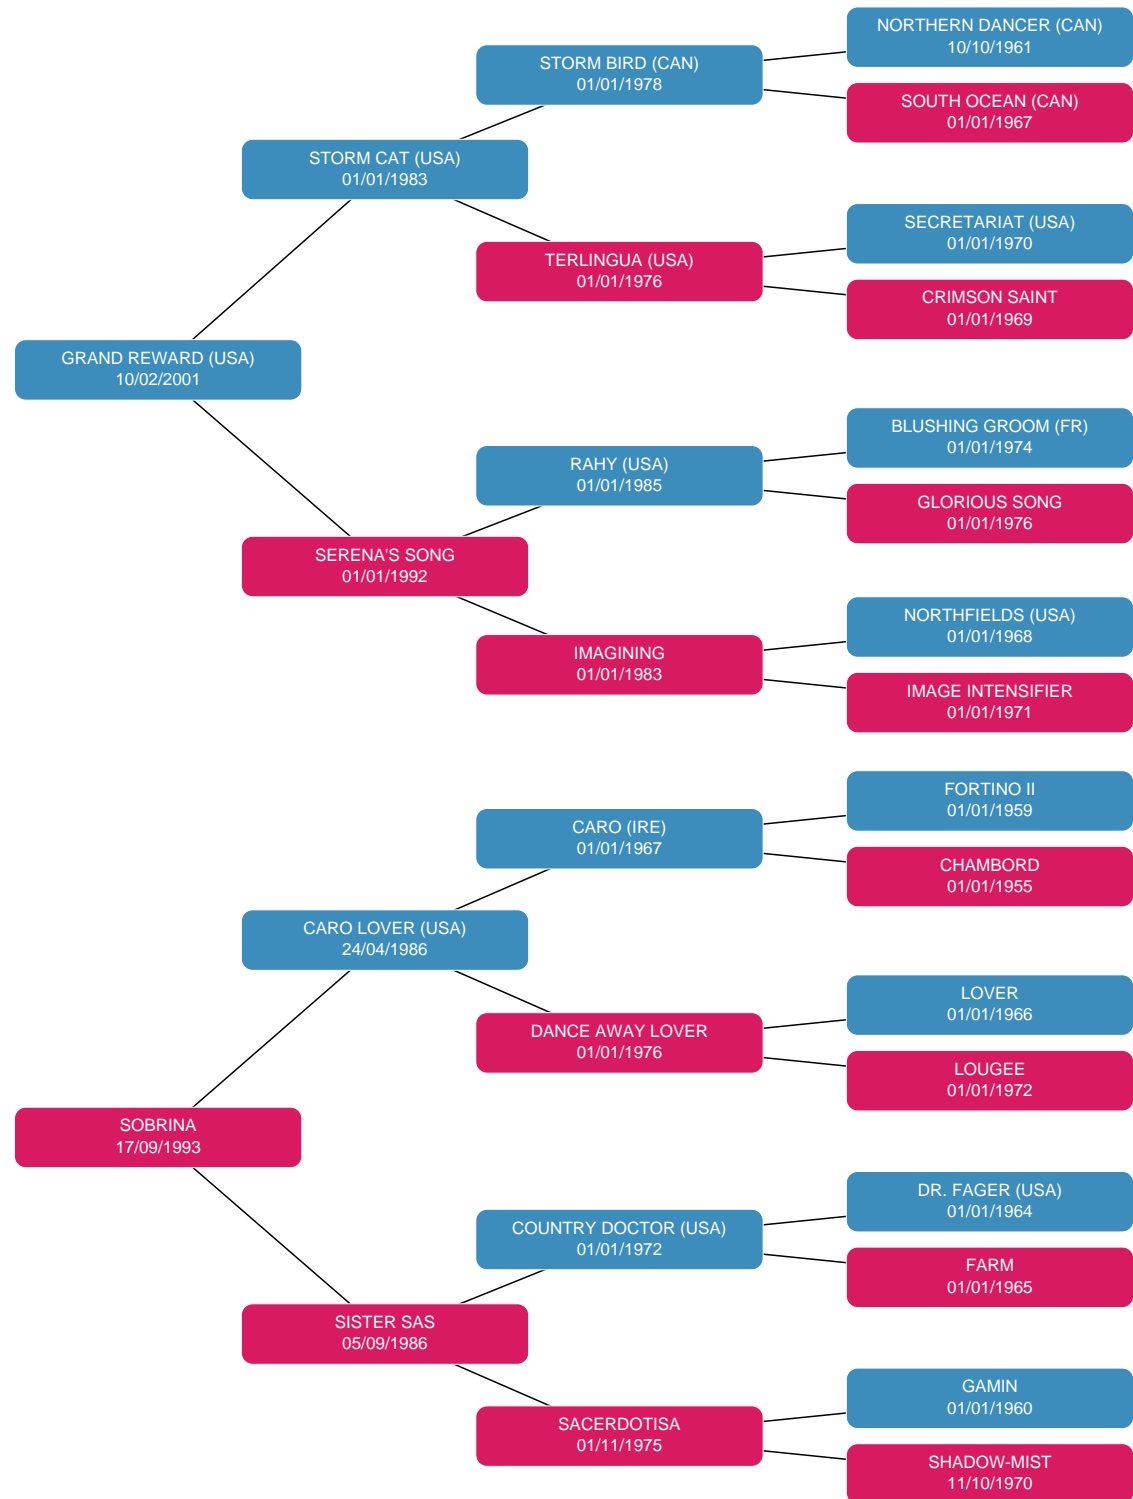 NORTHERN DANCER (CAN)
10/10/1961
STORM BIRD (CAN)
01/01/1978
SOUTH OCEAN (CAN)
01/01/1967
STORM CAT (USA)
01/01/1983
SECRETARIAT (USA)
01/01/1970
TERLINGUA (USA)
01/01/1976
CRIMSON SAINT
01/01/1969
GRAND REWARD (USA)
10/02/2001
BLUSHING GROOM (FR)
01/01/1974
RAHY (USA)
01/01/1985
GLORIOUS SONG
01/01/1976
SERENA'S SONG
01/01/1992
NORTHFIELDS (USA)
01/01/1968
IMAGINING
01/01/1983
IMAGE INTENSIFIER
01/01/1971
FORTINO II
01/01/1959
CARO (IRE)
01/01/1967
CHAMBORD
01/01/1955
CARO LOVER (USA)
24/04/1986
LOVER
01/01/1966
DANCE AWAY LOVER
01/01/1976
LOUGEE
01/01/1972
SOBRINA
17/09/1993
DR. FAGER (USA)
01/01/1964
COUNTRY DOCTOR (USA)
01/01/1972
FARM
01/01/1965
SISTER SAS
05/09/1986
GAMIN
01/01/1960
SACERDOTISA
01/11/1975
SHADOW-MIST
11/10/1970